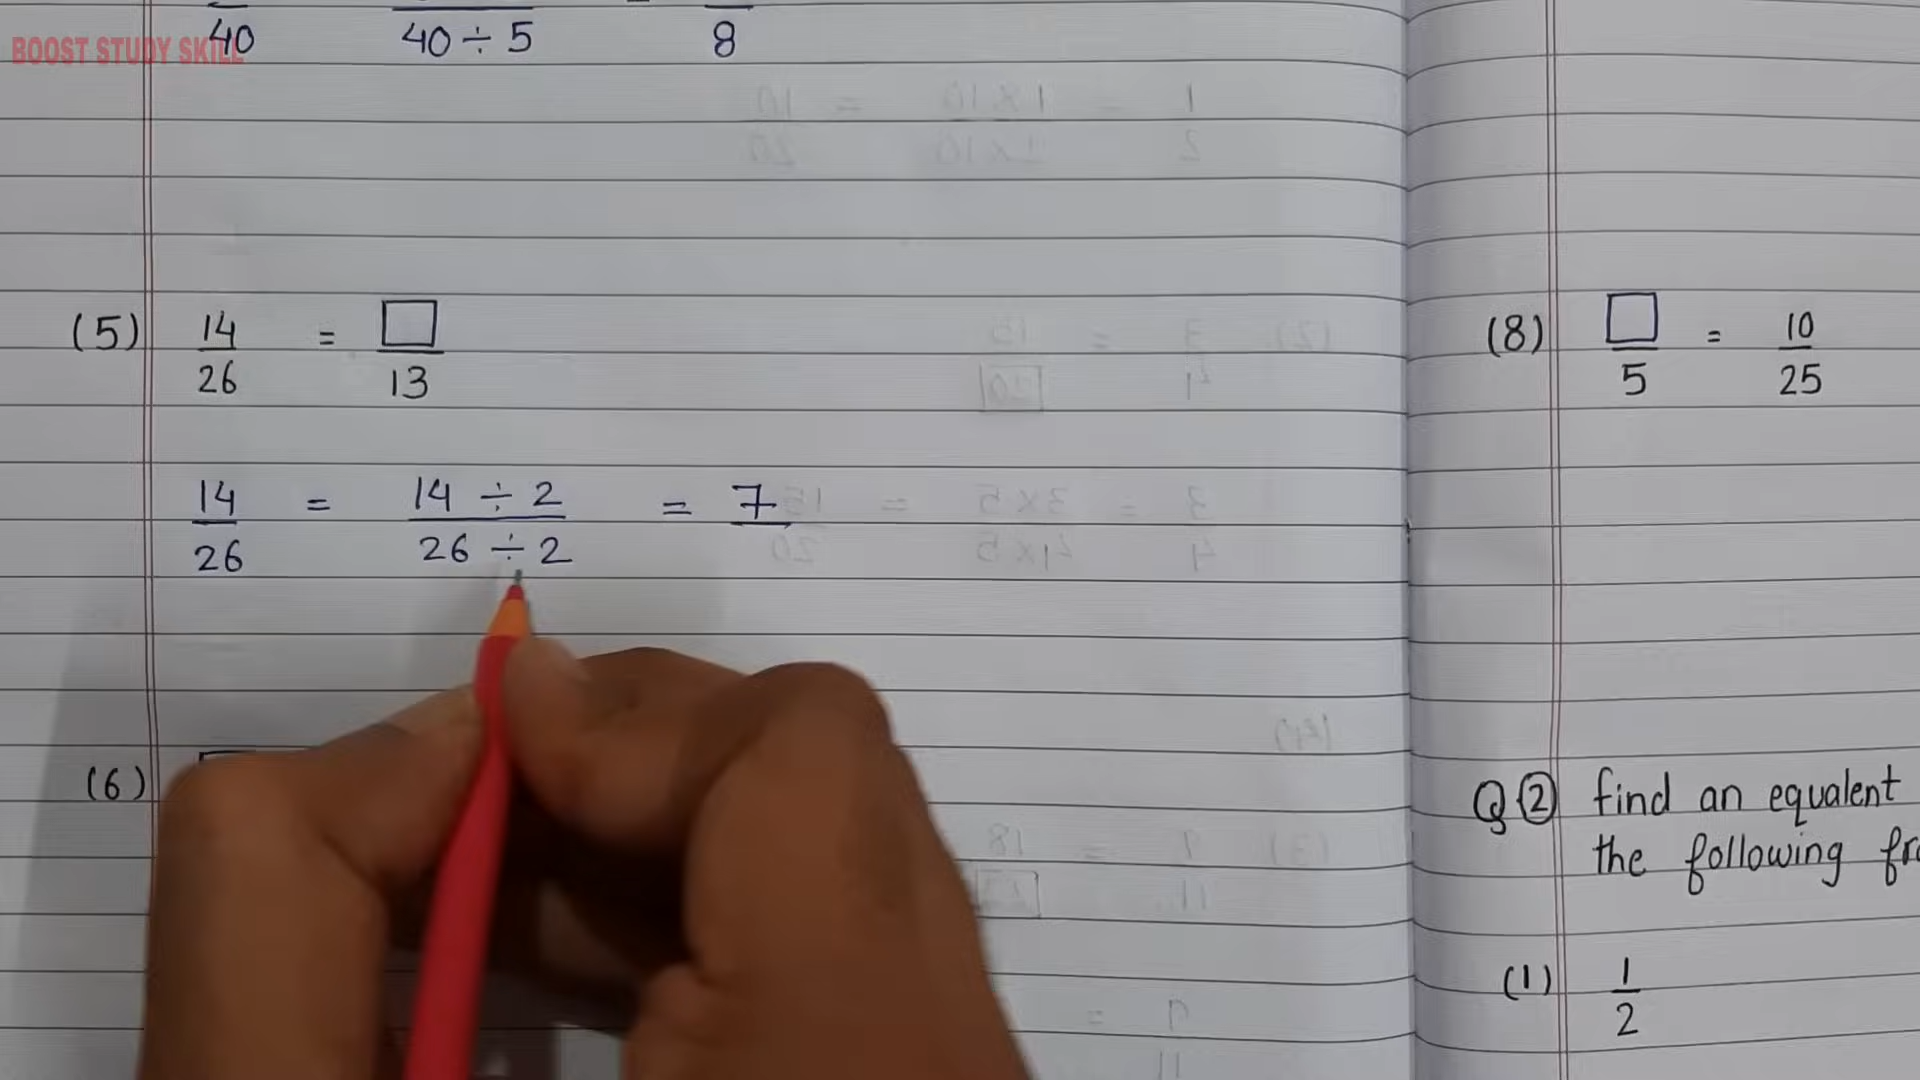 BOOST STUDY SKILL
40 40 ÷ 5 8
(5) 14/26 = □/13
14/26 = 14 ÷ 2/26 ÷ 2 = 7
(6)
(8) □/5 = 10/25
Q② find an equalent
the following
(1) 1/2